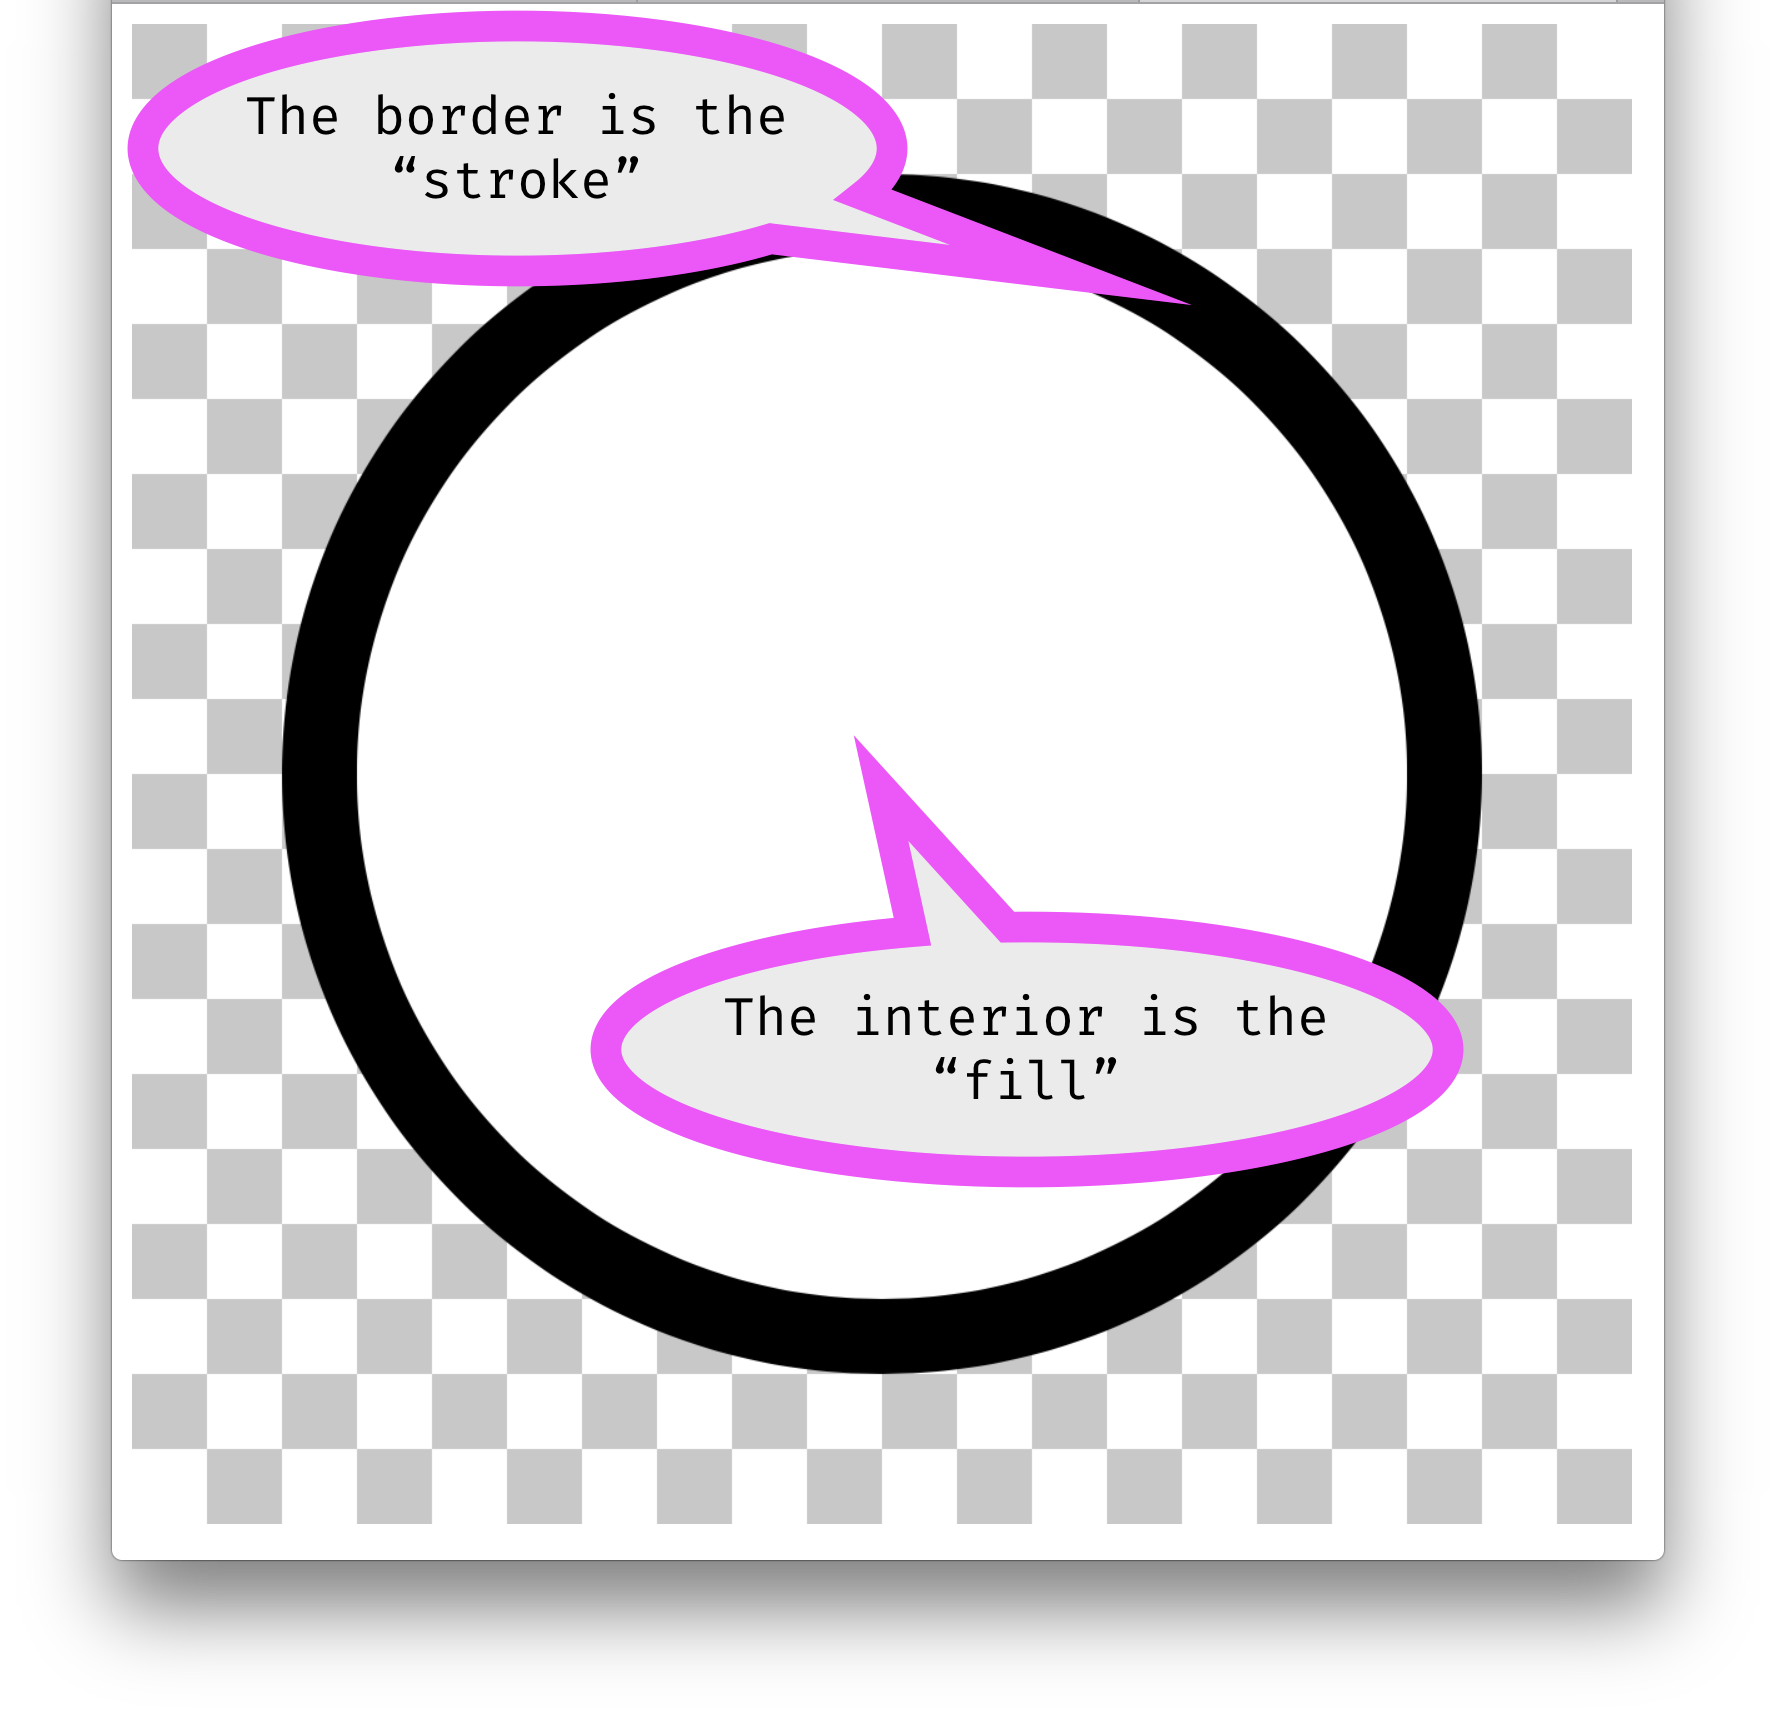 The border is the
“stroke”
The interior is the
“fill”